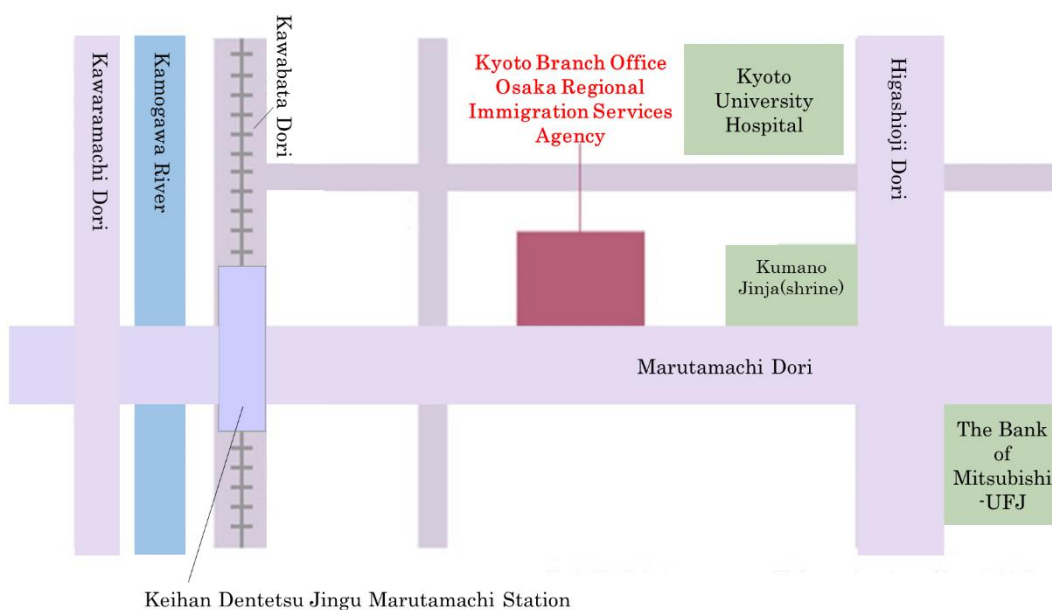 Kawaramachi Dori
Kamogawa River
Kawabata Dori
Kyoto Branch Office
Osaka Regional
Immigration Services
Agency
Kyoto
University
Hospital
Higashioji Dori
Kumano
Jinja(shrine)
Marutamachi Dori
The Bank
of
Mitsubishi
-UFJ
Keihan Dentetsu Jingu Marutamachi Station